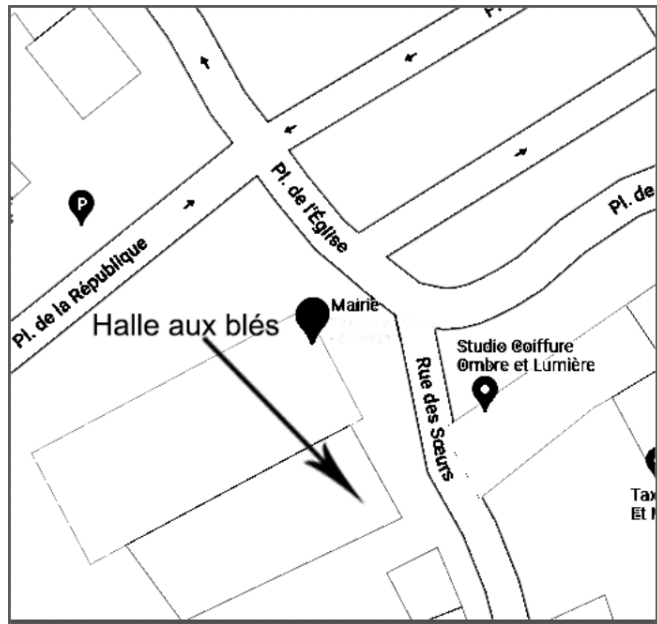 P
Pl. de l'Église
Pl. de
Pl. de la République
Mairie
Halle aux blés
Studio Coiffure
Ombre et Lumière
Rue des Sœurs
Tax
Et